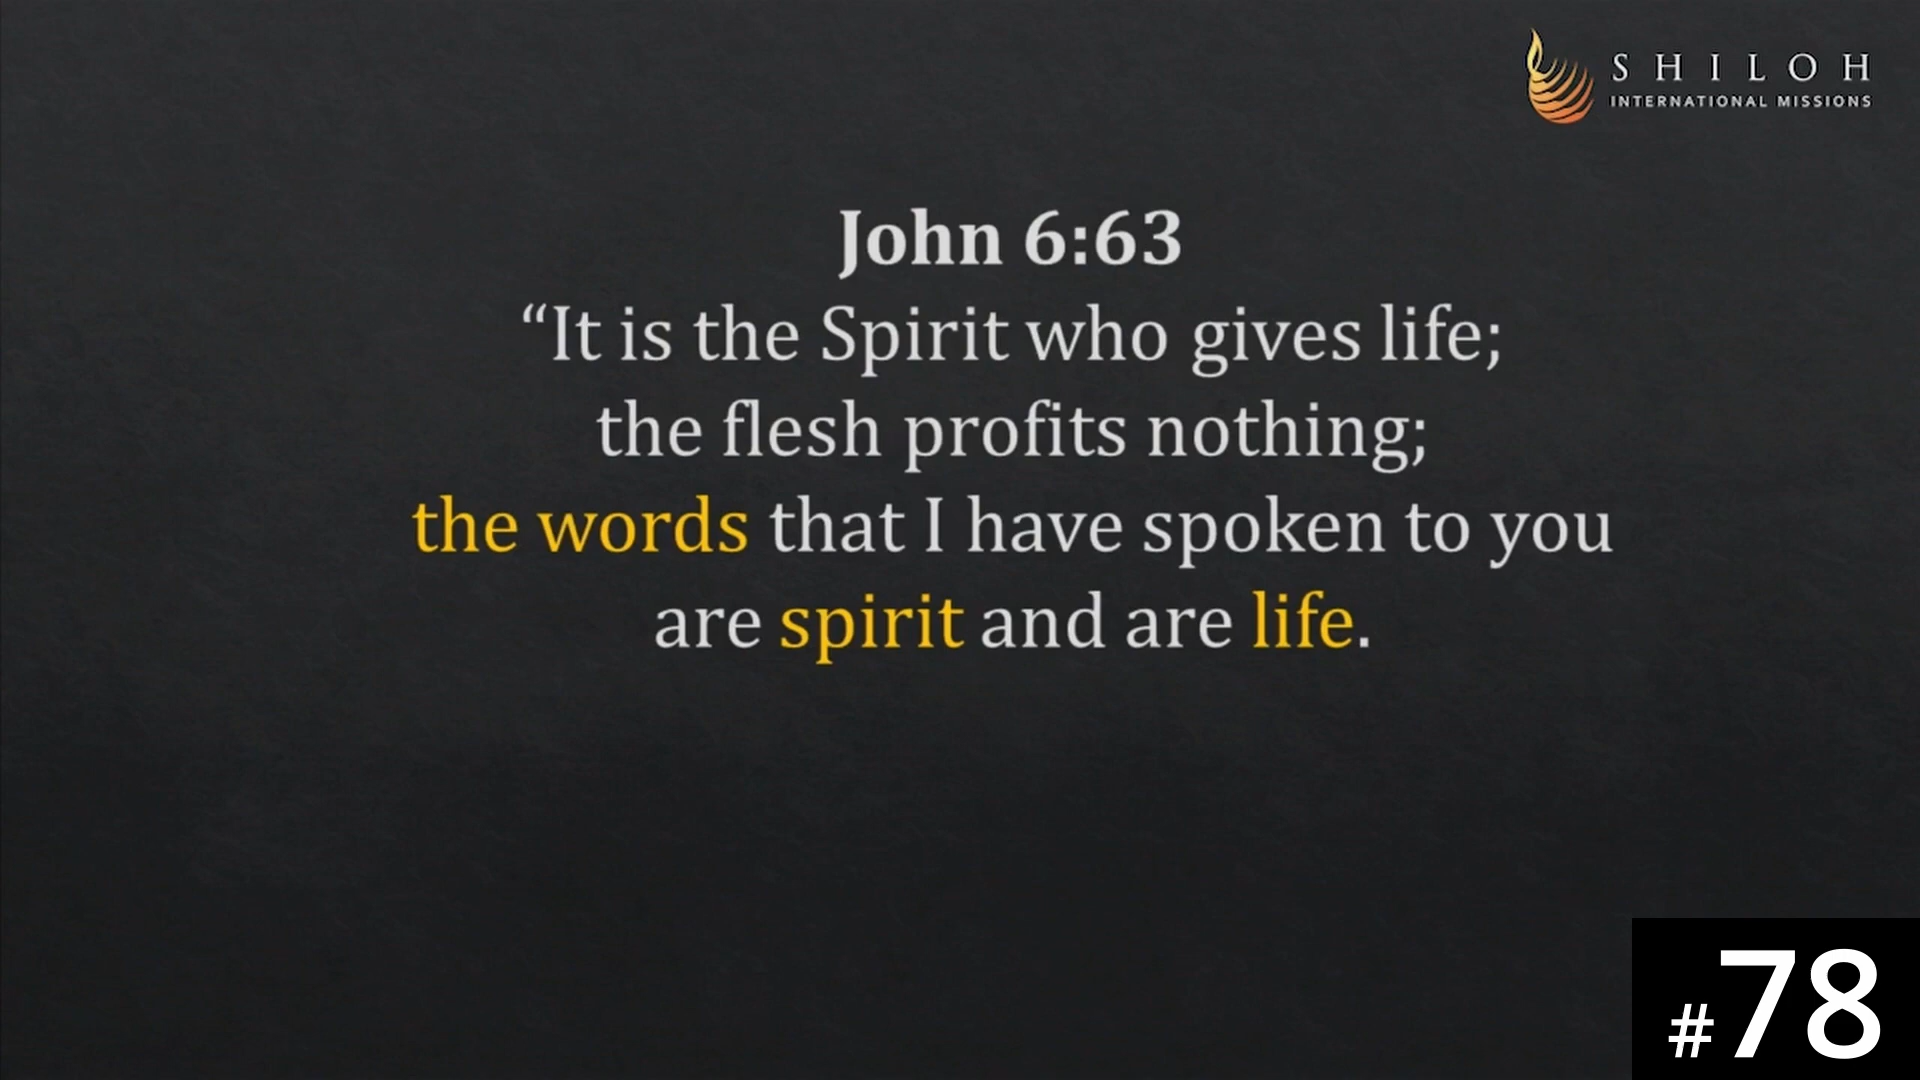 SHILOH
INTERNATIONAL MISSIONS
John 6:63
“It is the Spirit who gives life;
the flesh profits nothing;
the words that I have spoken to you
are spirit and are life.
#78